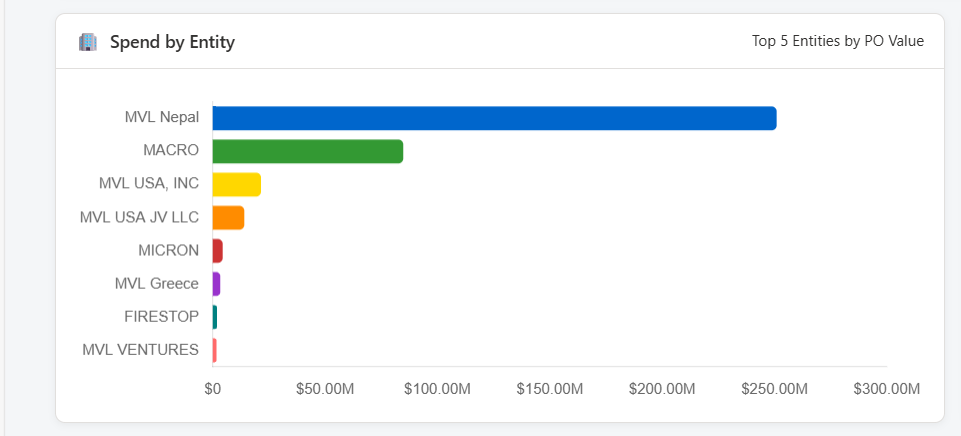 Spend by Entity
Top 5 Entities by PO Value
MVL Nepal
MACRO
MVL USA, INC
MVL USA JV LLC
MICRON
MVL Greece
FIRESTOP
MVL VENTURES
$0 $50.00M $100.00M $150.00M $200.00M $250.00M $300.00M